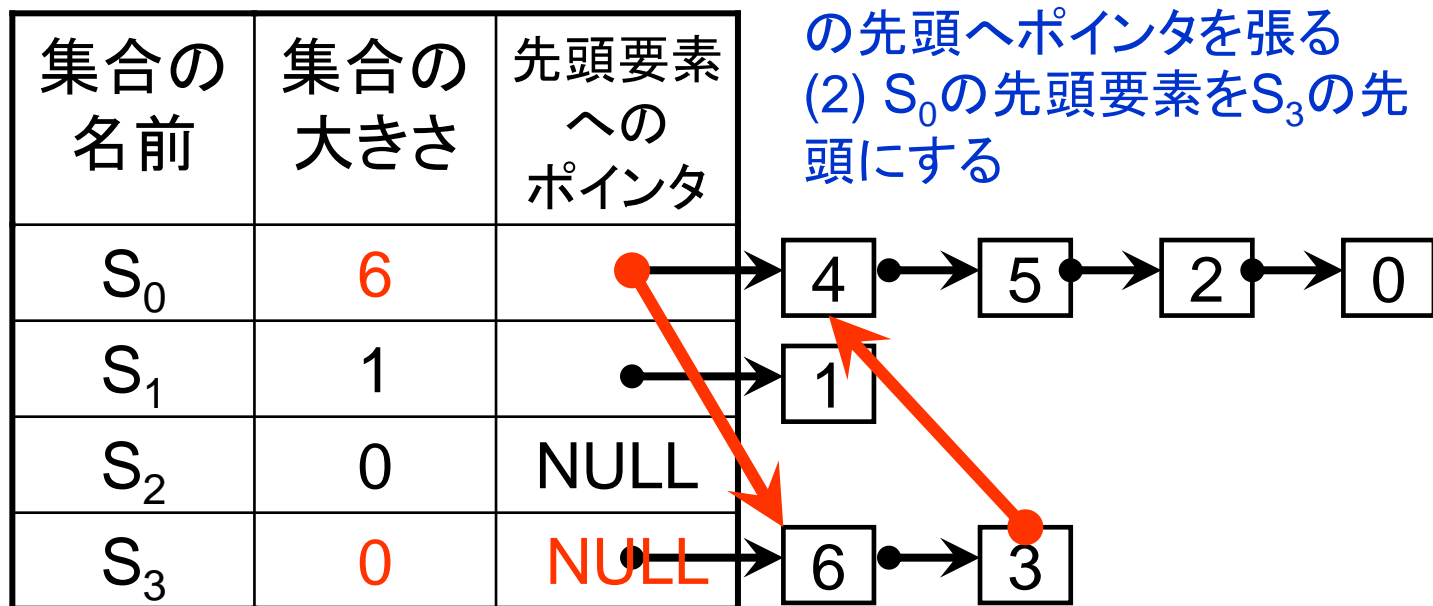 の先頭へポインタを張る
(2) S0の先頭要素をS3の先
頭にする
集合の
名前
集合の
大きさ
先頭要素
への
ポインタ
S0 6 4 5 2 0
S1 1 1
S2 0 NULL
S3 0 NULL 6 3